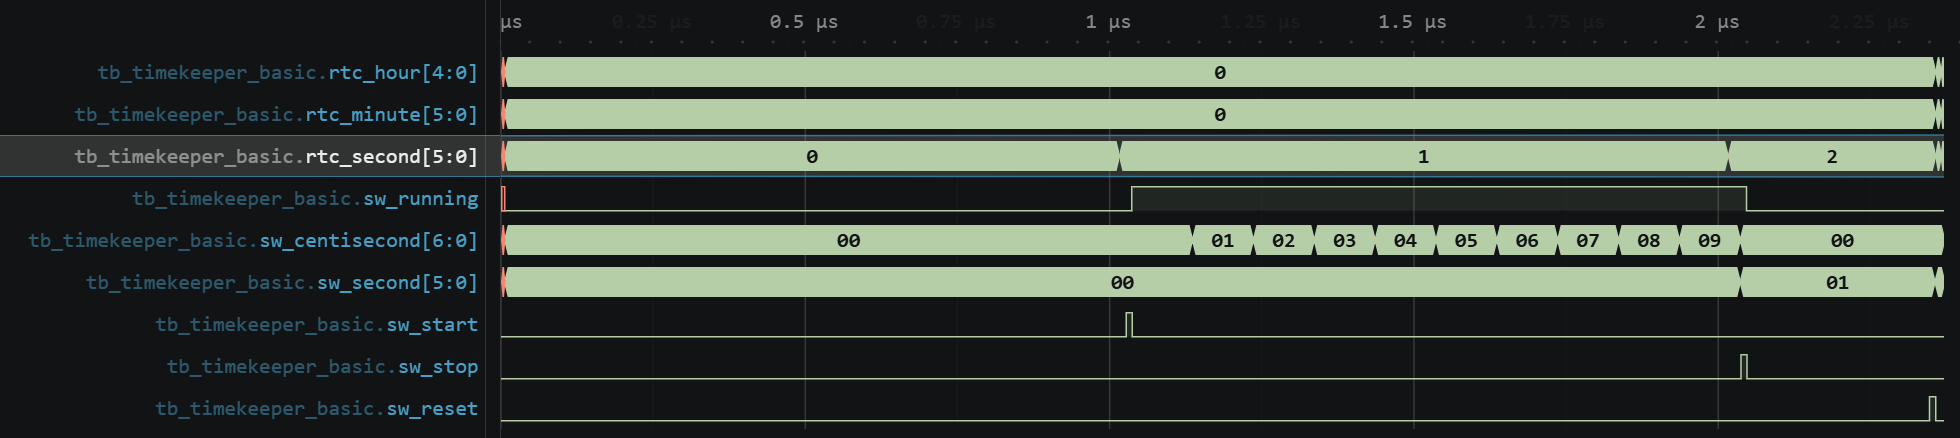 µs 0.25 µs 0.5 µs 0.75 µs 1 µs 1.25 µs 1.5 µs 1.75 µs 2 µs 2.25 µs
tb_timekeeper_basic.rtc_hour[4:0] 0
tb_timekeeper_basic.rtc_minute[5:0] 0
tb_timekeeper_basic.rtc_second[5:0] 0 1 2
tb_timekeeper_basic.sw_running
tb_timekeeper_basic.sw_centisecond[6:0] 00 01 02 03 04 05 06 07 08 09 00
tb_timekeeper_basic.sw_second[5:0] 00 01
tb_timekeeper_basic.sw_start
tb_timekeeper_basic.sw_stop
tb_timekeeper_basic.sw_reset